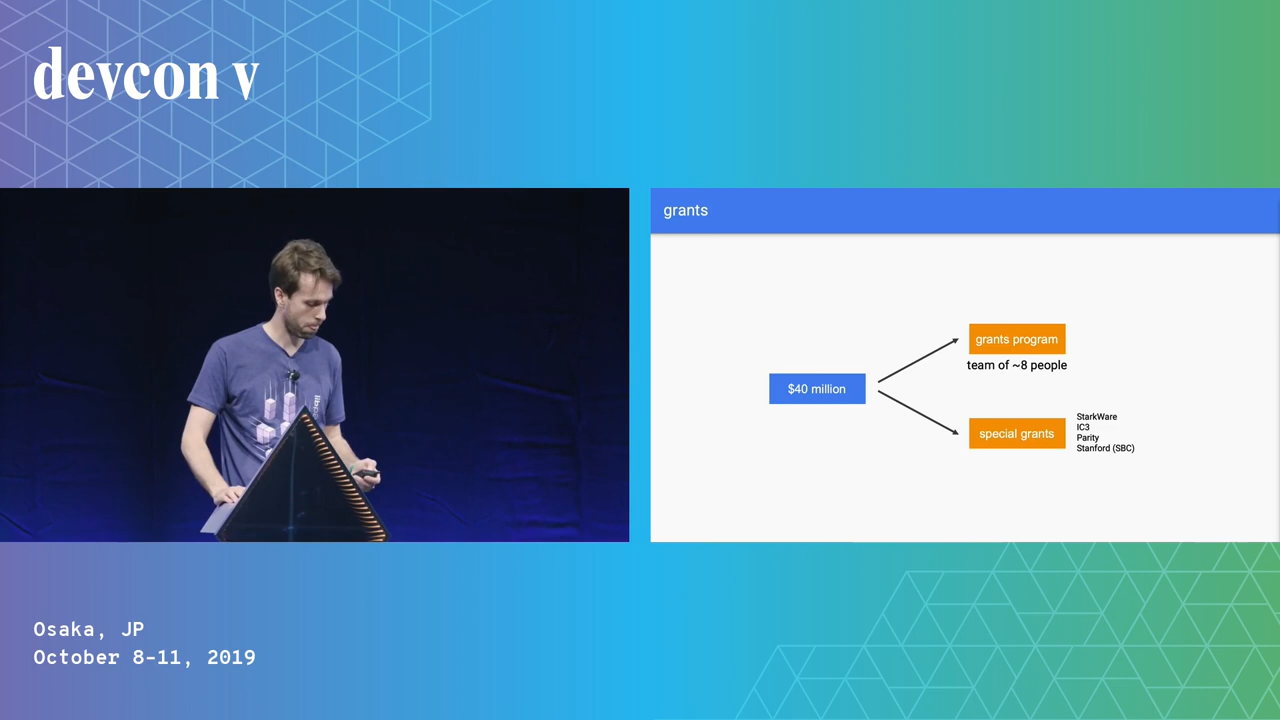 devcon v
grants
grants program
team of ~8 people
$40 million
special grants
StarkWare
IC3
Parity
Stanford (SBC)
Osaka, JP
October 8-11, 2019